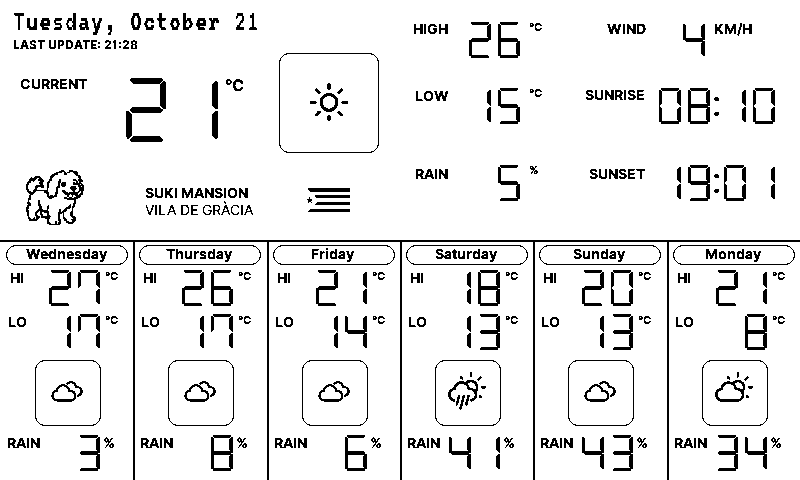 Tuesday, October 21
LAST UPDATE: 21:28
CURRENT 21 °C
SUKI MANSION
VILA DE GRÀCIA
HIGH 26 °C
LOW 15 °C
RAIN 5 %
WIND 4 KM/H
SUNRISE 08:10
SUNSET 19:01
Wednesday
HI 27 °C
LO 17 °C
RAIN 3 %
Thursday
HI 26 °C
LO 17 °C
RAIN 8 %
Friday
HI 21 °C
LO 14 °C
RAIN 6 %
Saturday
HI 18 °C
LO 13 °C
RAIN 41 %
Sunday
HI 20 °C
LO 13 °C
RAIN 43 %
Monday
HI 21 °C
LO 8 °C
RAIN 34 %